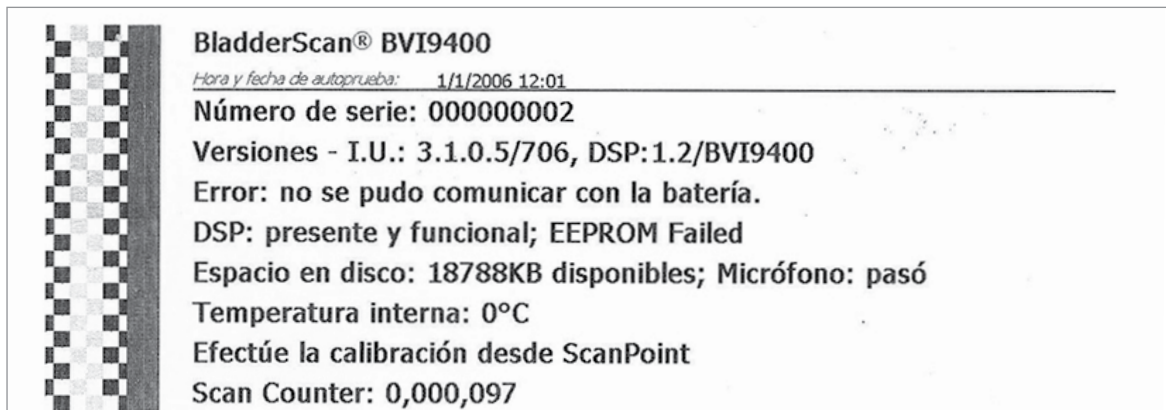 BladderScan® BVI9400
Hora y fecha de autoprueba: 1/1/2006 12:01
Número de serie: 000000002
Versiones - I.U.: 3.1.0.5/706, DSP:1.2/BVI9400
Error: no se pudo comunicar con la batería.
DSP: presente y funcional; EEPROM Failed
Espacio en disco: 18788KB disponibles; Micrófono: pasó
Temperatura interna: 0°C
Efectúe la calibración desde ScanPoint
Scan Counter: 0,000,097